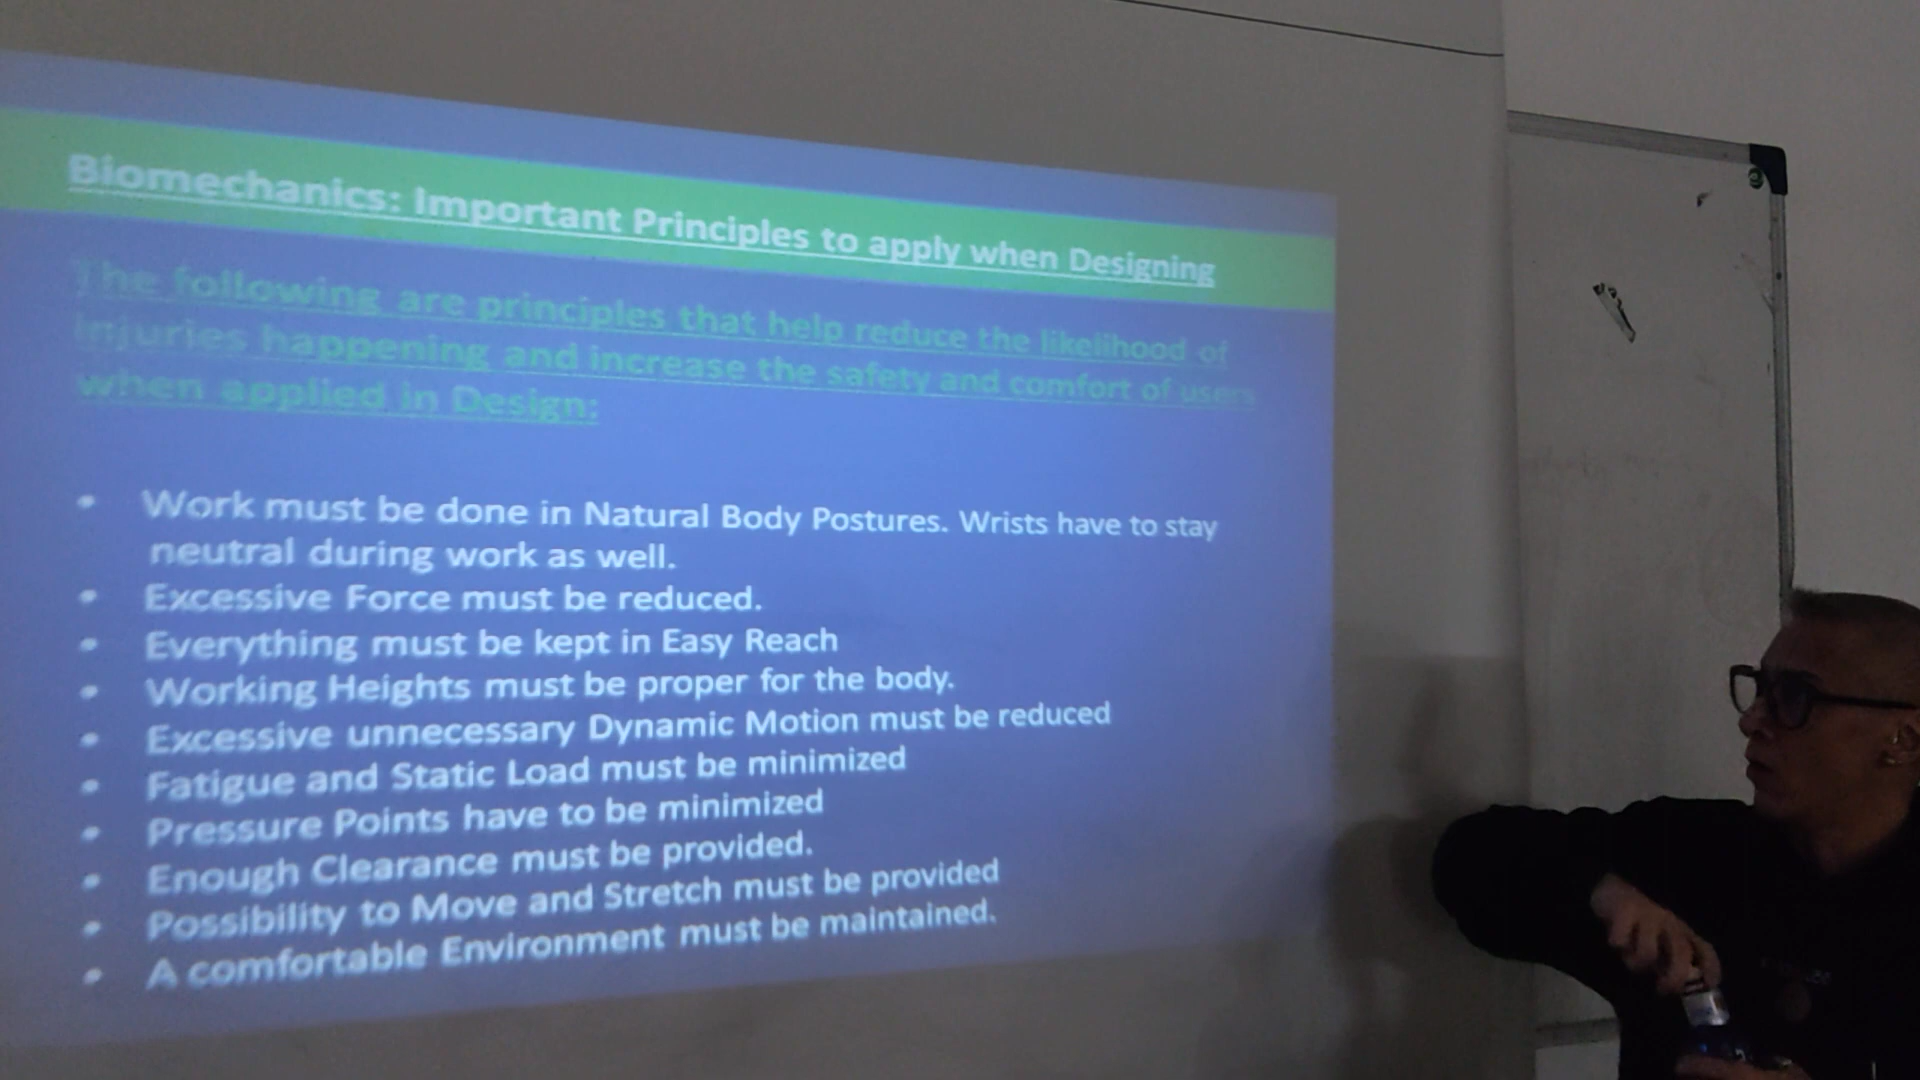 Biomechanics: Important Principles to apply when Designing
The following are principles that help reduce the likelihood of
injuries happening and increase the safety and comfort of users
when applied in Design:
• Work must be done in Natural Body Postures. Wrists have to stay
neutral during work as well.
• Excessive Force must be reduced.
• Everything must be kept in Easy Reach
• Working Heights must be proper for the body.
• Excessive unnecessary Dynamic Motion must be reduced
• Fatigue and Static Load must be minimized
• Pressure Points have to be minimized
• Enough Clearance must be provided.
• Possibility to Move and Stretch must be provided
• A comfortable Environment must be maintained.